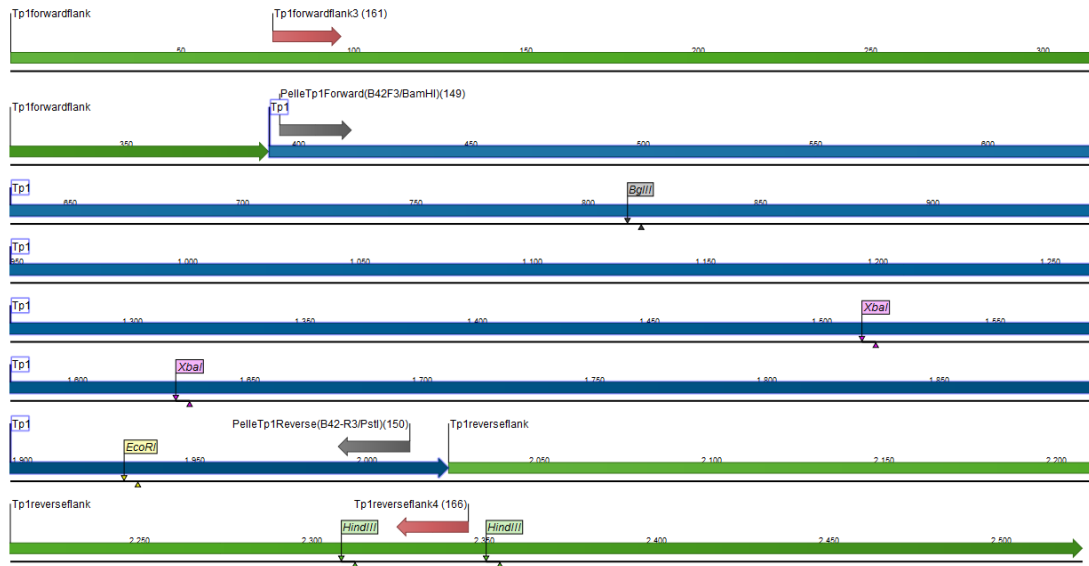 Tp1forwardflank Tp1forwardflank3 (161)
50 100 150 200 250 300
PelleTp1Forward(B42F3/BamHI)(149)
Tp1forwardflank Tp1
350 400 450 500 550 600
Tp1 BglII
650 700 750 800 850 900
Tp1
950 1.000 1.050 1.100 1.150 1.200 1.250
Tp1 XbaI
1.300 1.350 1.400 1.450 1.500 1.550
Tp1 XbaI
1.600 1.650 1.700 1.750 1.800 1.850
Tp1 PelleTp1Reverse(B42-R3/PstI)(150) Tp1reverseflank
EcoRI
1.900 1.950 2.000 2.050 2.100 2.150 2.200
Tp1reverseflank Tp1reverseflank4 (166)
HindIII HindIII
2.250 2.300 2.350 2.400 2.450 2.500